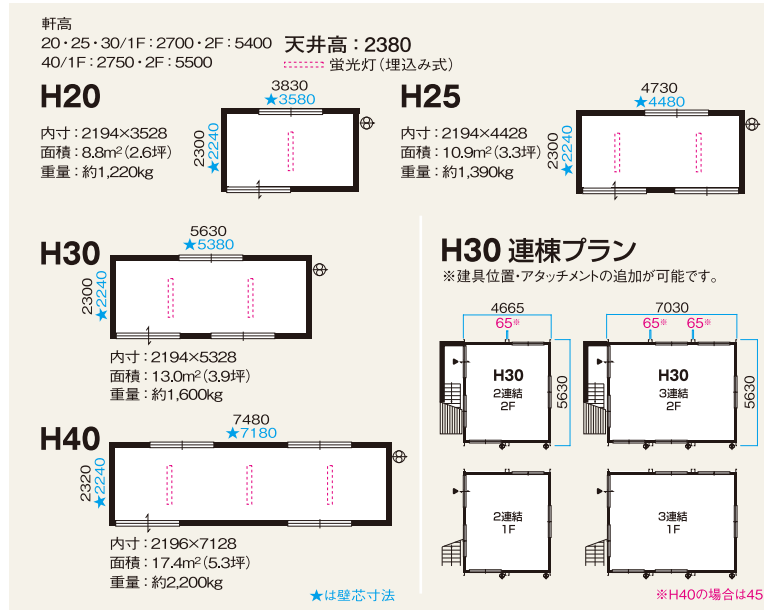 軒高
20・25・30/1F：2700・2F：5400
40/1F：2750・2F：5500
天井高：2380
蛍光灯（埋込み式）
H20
内寸：2194×3528
面積：8.8m²（2.6坪）
重量：約1,220kg
3830
★3580
2300
★2240
H25
内寸：2194×4428
面積：10.9m²（3.3坪）
重量：約1,390kg
4730
★4480
2300
★2240
H30
5630
★5380
2300
★2240
内寸：2194×5328
面積：13.0m²（3.9坪）
重量：約1,600kg
H40
7480
★7180
2320
★2240
内寸：2196×7128
面積：17.4m²（5.3坪）
重量：約2,200kg
★は壁芯寸法
H30 連棟プラン
※建具位置・アタッチメントの追加が可能です。
4665
65※
H30
2連結
2F
5630
7030
65※ 65※
H30
3連結
2F
5630
2連結
1F
3連結
1F
※H40の場合は45